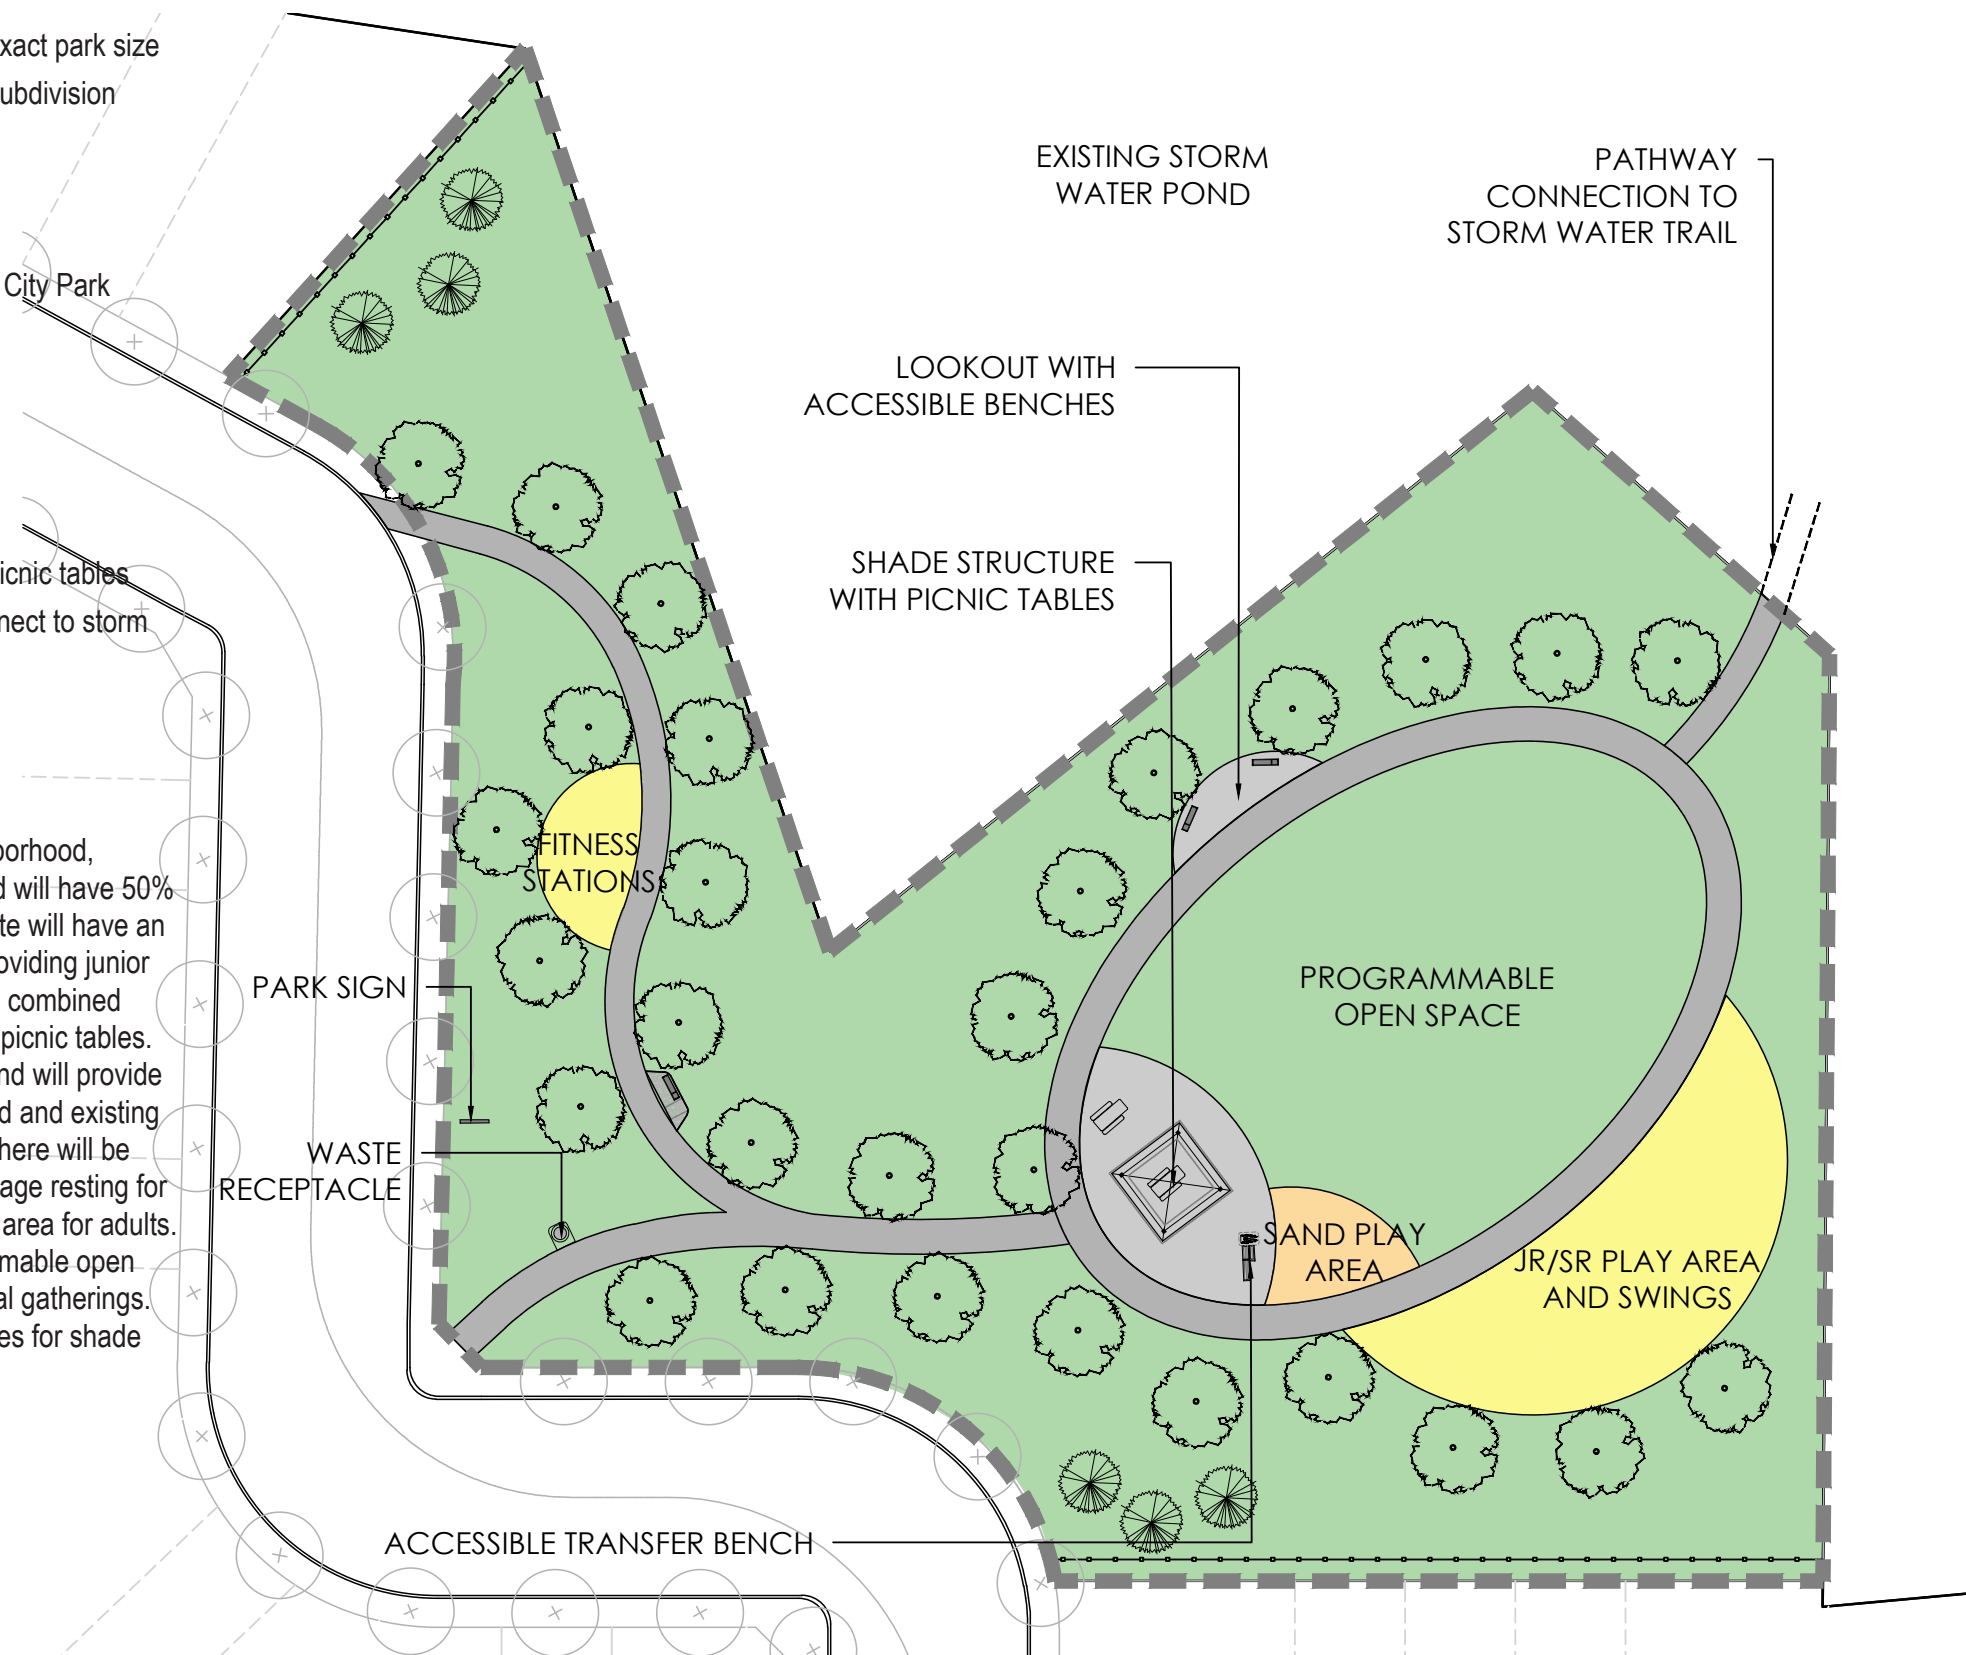 xact park size
ubdivision
City Park
icnic tables
nnect to storm
oorhood,
d will have 50%
te will have an
oviding junior
combined
picnic tables.
nd will provide
d and existing
here will be
age resting for
area for adults.
mable open
al gatherings.
es for shade
EXISTING STORM
WATER POND
PATHWAY
CONNECTION TO
STORM WATER TRAIL
LOOKOUT WITH
ACCESSIBLE BENCHES
SHADE STRUCTURE
WITH PICNIC TABLES
FITNESS
STATIONS
PARK SIGN
PROGRAMMABLE
OPEN SPACE
WASTE
RECEPTACLE
SAND PLAY
AREA
JR/SR PLAY AREA
AND SWINGS
ACCESSIBLE TRANSFER BENCH